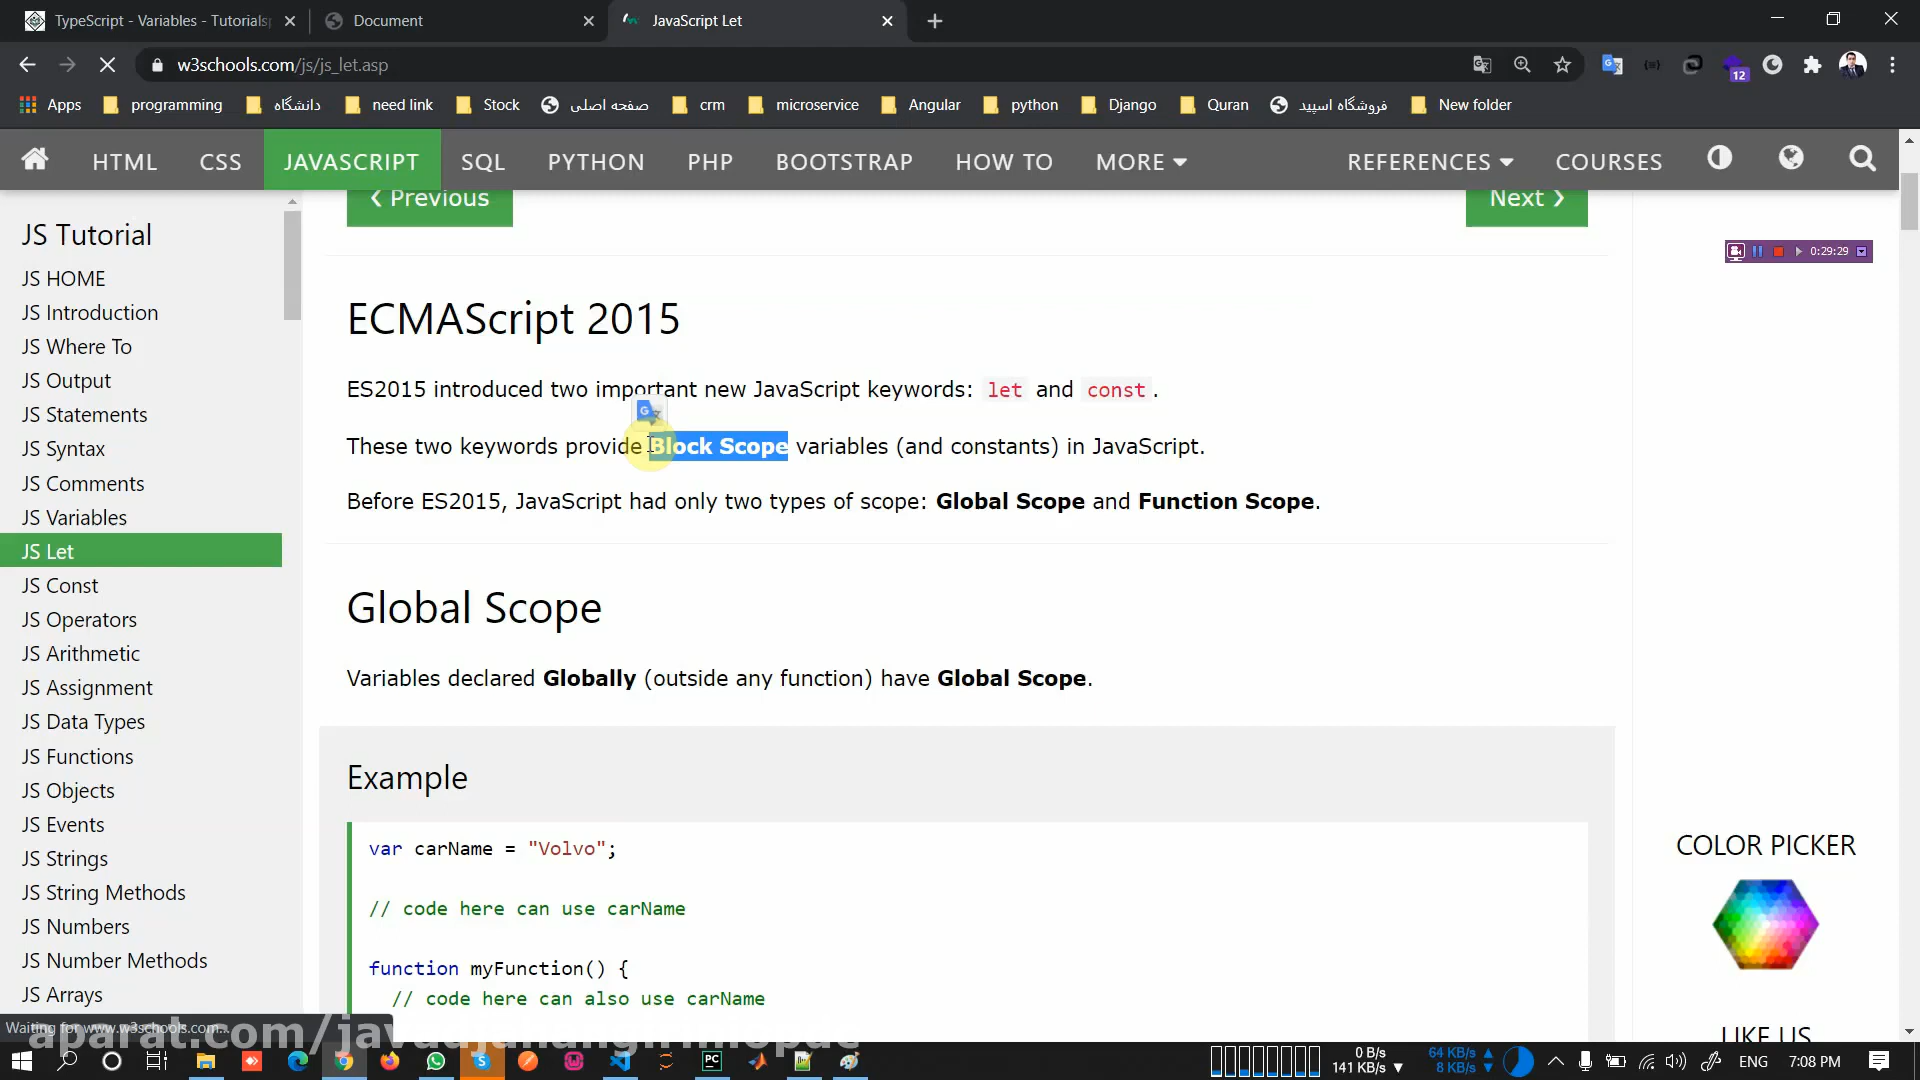 TypeScript - Variables - Tutorialsp
Document
JavaScript Let
w3schools.com/js/js_let.asp
12
Apps
programming
دانشگاه
need link
Stock
صفحه اصلی
crm
microservice
Angular
python
Django
Quran
فروشگاه اسپید
New folder
HTML CSS JAVASCRIPT SQL PYTHON PHP BOOTSTRAP HOW TO MORE REFERENCES COURSES
❮ Previous
Next ❯
0:29:29
JS Tutorial
JS HOME
JS Introduction
JS Where To
JS Output
JS Statements
JS Syntax
JS Comments
JS Variables
JS Let
JS Const
JS Operators
JS Arithmetic
JS Assignment
JS Data Types
JS Functions
JS Objects
JS Events
JS Strings
JS String Methods
JS Numbers
JS Number Methods
JS Arrays
ECMAScript 2015
ES2015 introduced two important new JavaScript keywords: let and const.
These two keywords provide Block Scope variables (and constants) in JavaScript.
Before ES2015, JavaScript had only two types of scope: Global Scope and Function Scope.
Global Scope
Variables declared Globally (outside any function) have Global Scope.
Example
var carName = "Volvo";
// code here can use carName
function myFunction() {
// code here can also use carName
COLOR PICKER
LIKE US
Waiting for www.w3schools.com...
0 B/s
141 KB/s
64 KB/s
8 KB/s
ENG
7:08 PM